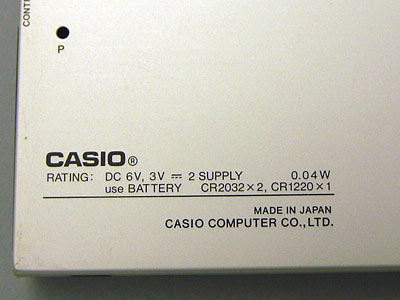 CONTR
P
CASIO®
RATING: DC 6V, 3V ⎓ 2 SUPPLY 0.04W
use BATTERY CR2032×2, CR1220×1
MADE IN JAPAN
CASIO COMPUTER CO.,LTD.